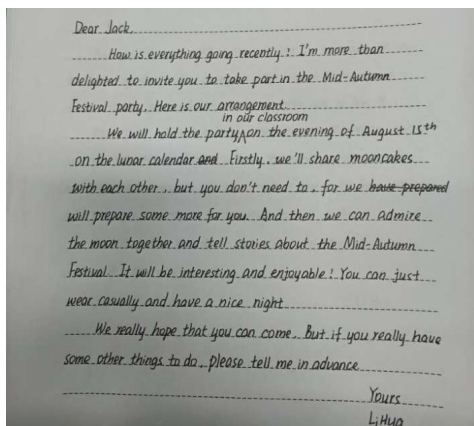 Dear Jack,
How is everything going recently! I'm more than
delighted to invite you to take part in the Mid-Autumn
Festival party. Here is our arrangement.
in our classroom
We will hold the party on the evening of August 15th
on the lunar calendar and Firstly, we'll share mooncakes
with each other, but you don't need to, for we have prepared
will prepare some more for you. And then we can admire
the moon together and tell stories about the Mid-Autumn
Festival. It will be interesting and enjoyable! You can just
wear casually and have a nice night
We really hope that you can come. But if you really have
some other things to do, please tell me in advance
Yours
LiHua